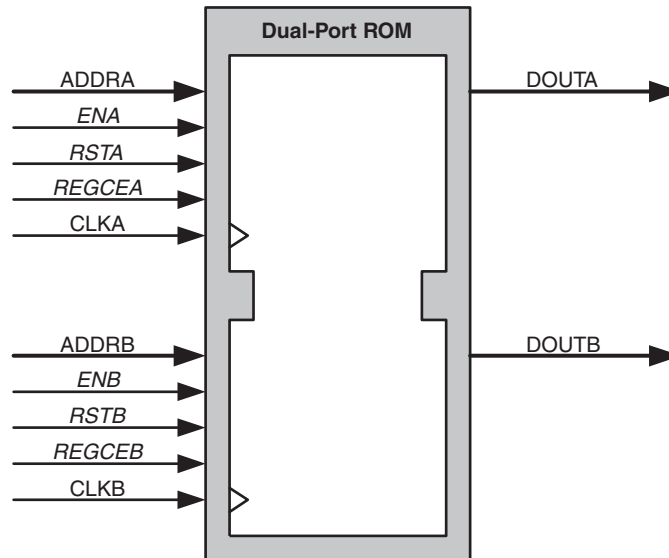 Dual-Port ROM
ADDRA
DOUTA
ENA
RSTA
REGCEA
CLKA
ADDRB
DOUTB
ENB
RSTB
REGCEB
CLKB